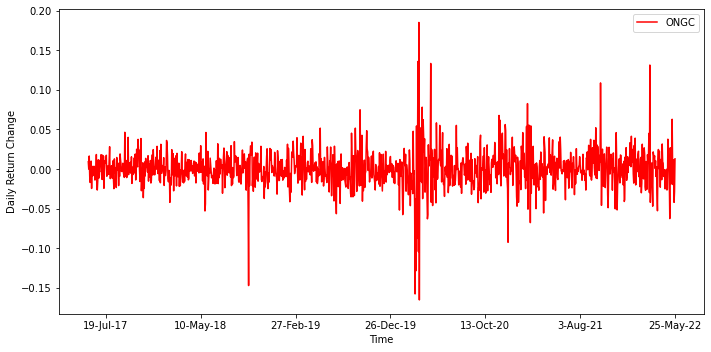 ONGC
Daily Return Change
0.20
0.15
0.10
0.05
0.00
−0.05
−0.10
−0.15
19-Jul-17 10-May-18 27-Feb-19 26-Dec-19 13-Oct-20 3-Aug-21 25-May-22
Time